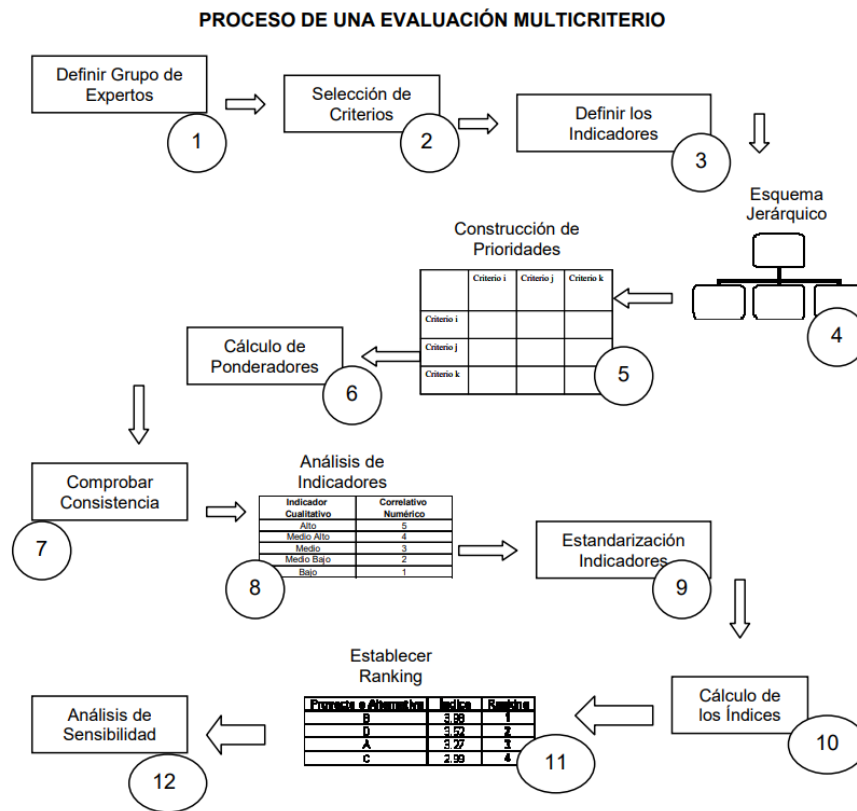 PROCESO DE UNA EVALUACIÓN MULTICRITERIO
Definir Grupo de
Expertos
1
Selección de
Criterios
2
Definir los
Indicadores
3
Esquema
Jerárquico
4
Construcción de
Prioridades
Criterio i Criterio j Criterio k
Criterio i
Criterio j
Criterio k
5
Cálculo de
Ponderadores
6
Comprobar
Consistencia
7
Análisis de
Indicadores
Indicador Correlativo
Cualitativo Numérico
Alto 5
Medio Alto 4
Medio 3
Medio Bajo 2
Bajo 1
8
Estandarización
Indicadores
9
Cálculo de
los Índices
10
Establecer
Ranking
Proyecto o Alternativa Indice Ranking
B 3.98 1
D 3.52 2
A 3.27 3
C 2.99 4
11
Análisis de
Sensibilidad
12